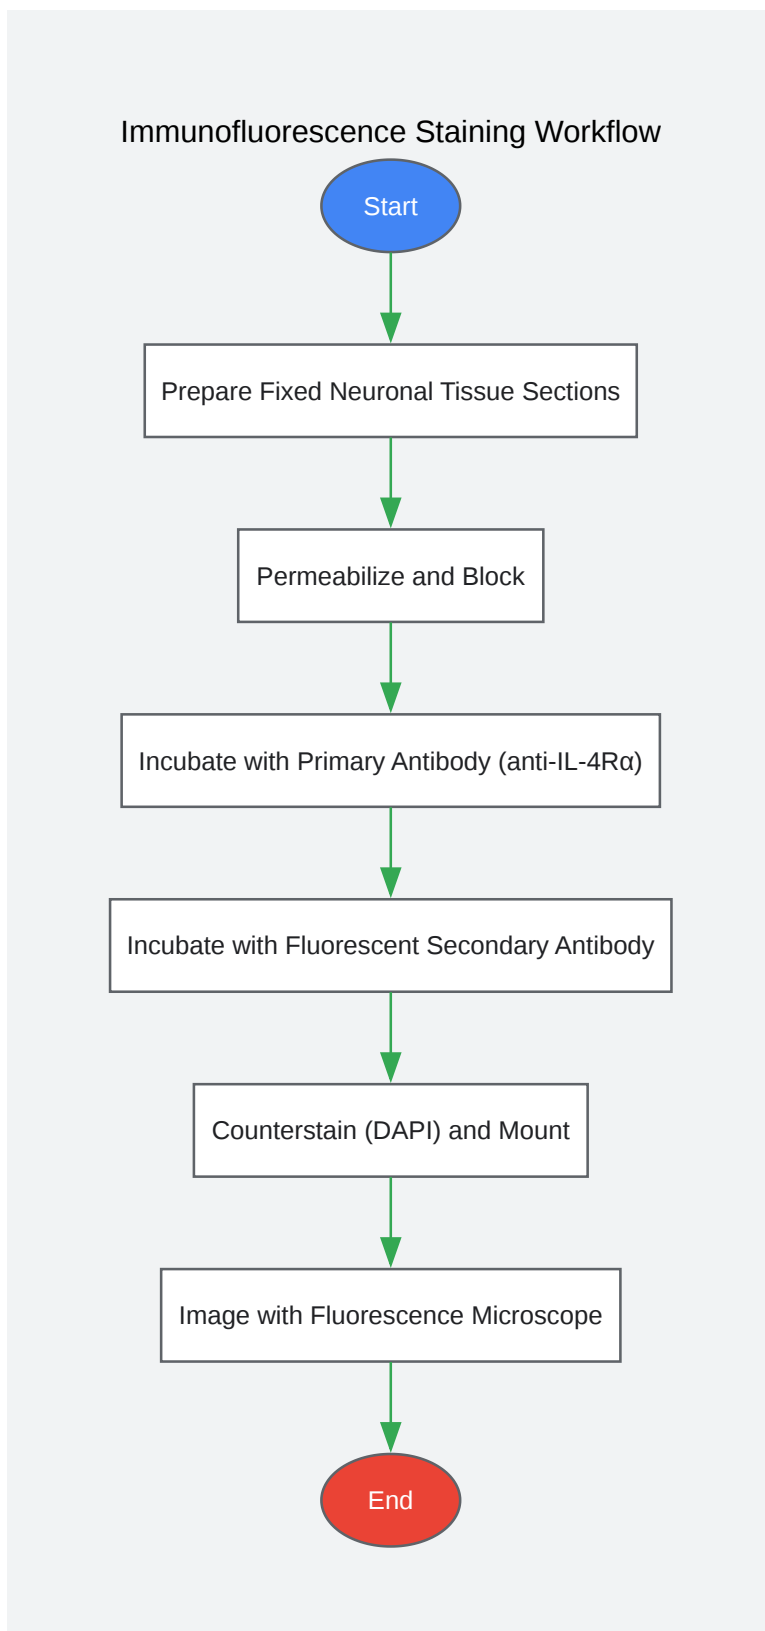 Immunofluorescence Staining Workflow
Start
Prepare Fixed Neuronal Tissue Sections
Permeabilize and Block
Incubate with Primary Antibody (anti-IL-4Rα)
Incubate with Fluorescent Secondary Antibody
Counterstain (DAPI) and Mount
Image with Fluorescence Microscope
End